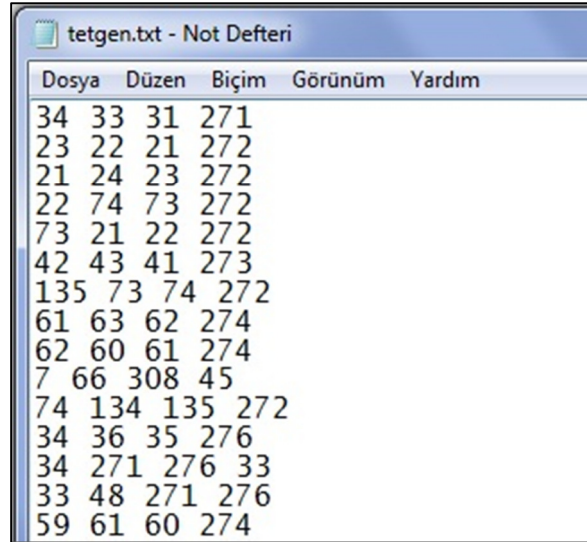 tetgen.txt - Not Defteri
Dosya Düzen Biçim Görünüm Yardım
34 33 31 271
23 22 21 272
21 24 23 272
22 74 73 272
73 21 22 272
42 43 41 273
135 73 74 272
61 63 62 274
62 60 61 274
7 66 308 45
74 134 135 272
34 36 35 276
34 271 276 33
33 48 271 276
59 61 60 274